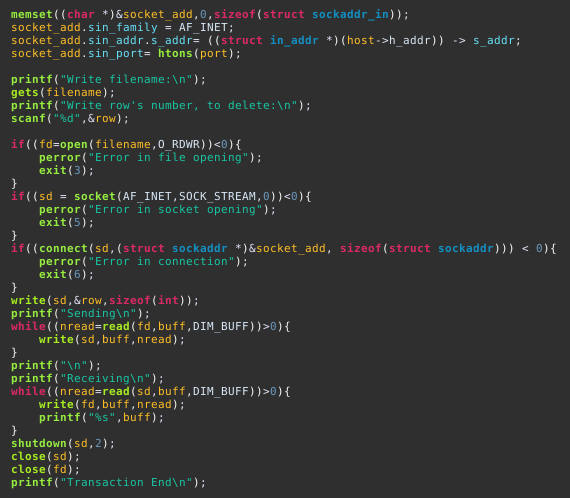 memset((char *)&socket_add,0,sizeof(struct sockaddr_in));
socket_add.sin_family = AF_INET;
socket_add.sin_addr.s_addr= ((struct in_addr *)(host->h_addr)) -> s_addr;
socket_add.sin_port= htons(port);

printf("Write filename:\n");
gets(filename);
printf("Write row's number, to delete:\n");
scanf("%d",&row);

if((fd=open(filename,O_RDWR))<0){
    perror("Error in file opening");
    exit(3);
}
if((sd = socket(AF_INET,SOCK_STREAM,0))<0){
    perror("Error in socket opening");
    exit(5);
}
if((connect(sd,(struct sockaddr *)&socket_add, sizeof(struct sockaddr))) < 0){
    perror("Error in connection");
    exit(6);
}
write(sd,&row,sizeof(int));
printf("Sending\n");
while((nread=read(fd,buff,DIM_BUFF))>0){
    write(sd,buff,nread);
}
printf("\n");
printf("Receiving\n");
while((nread=read(sd,buff,DIM_BUFF))>0){
    write(fd,buff,nread);
    printf("%s",buff);
}
shutdown(sd,2);
close(sd);
close(fd);
printf("Transaction End\n");